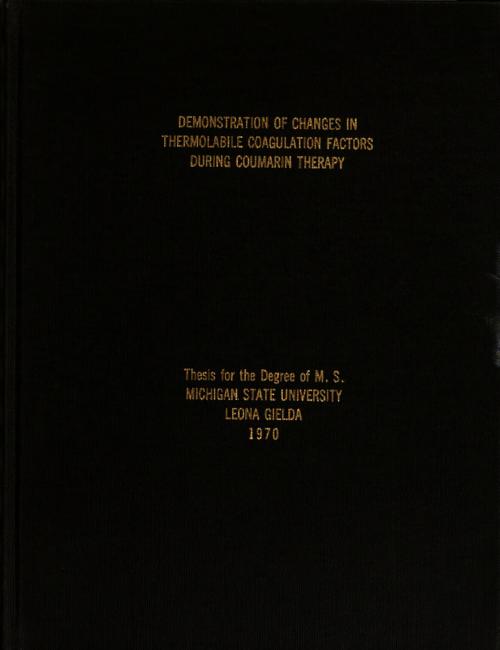 DEMONSTRATION OF CHANGES IN
THERMOLABILE COAGULATION FACTORS
DURING COUMARIN THERAPY
Thesis for the Degree of M. S.
MICHIGAN STATE UNIVERSITY
LEONA GIELDA
1970